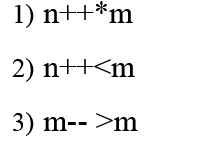 1) n++*m
2) n++<m
3) m-- >m